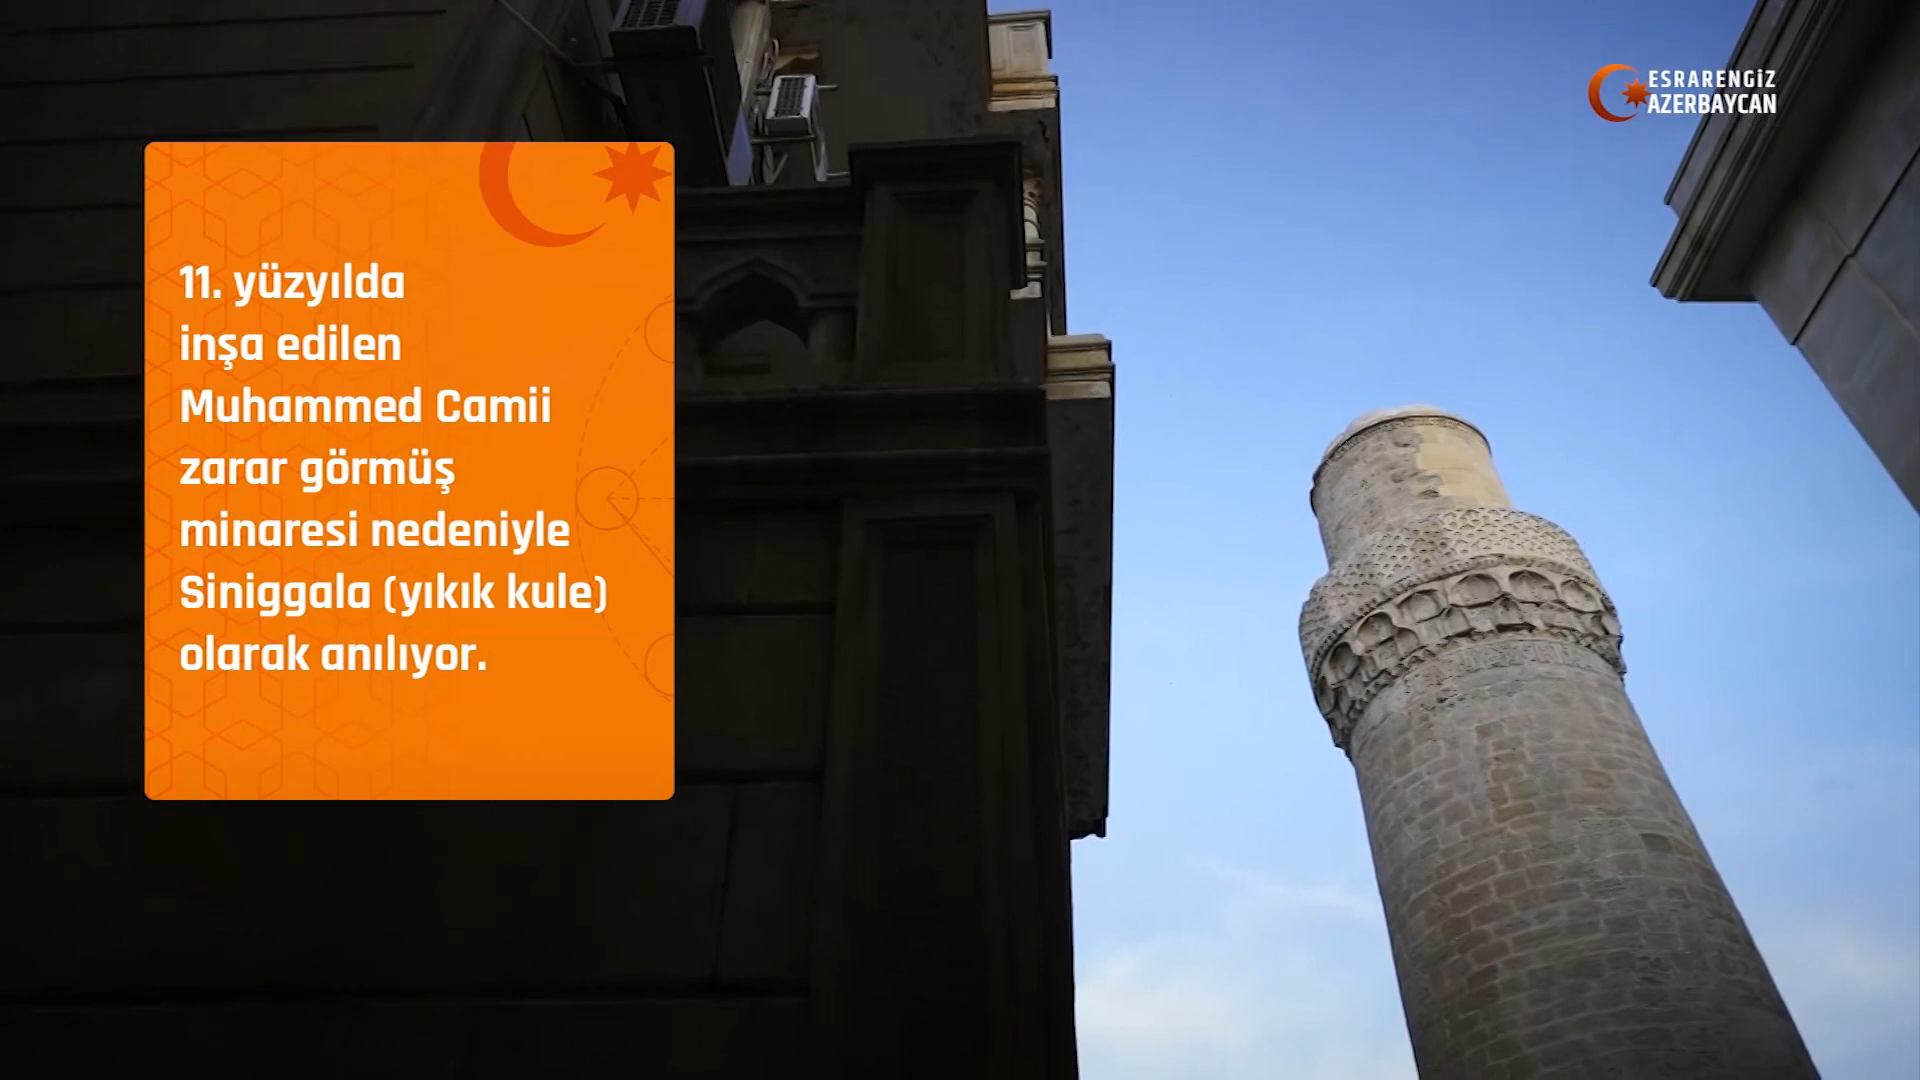 ESRARENGİZ
AZERBAYCAN
11. yüzyılda
inşa edilen
Muhammed Camii
zarar görmüş
minaresi nedeniyle
Siniggala (yıkık kule)
olarak anılıyor.